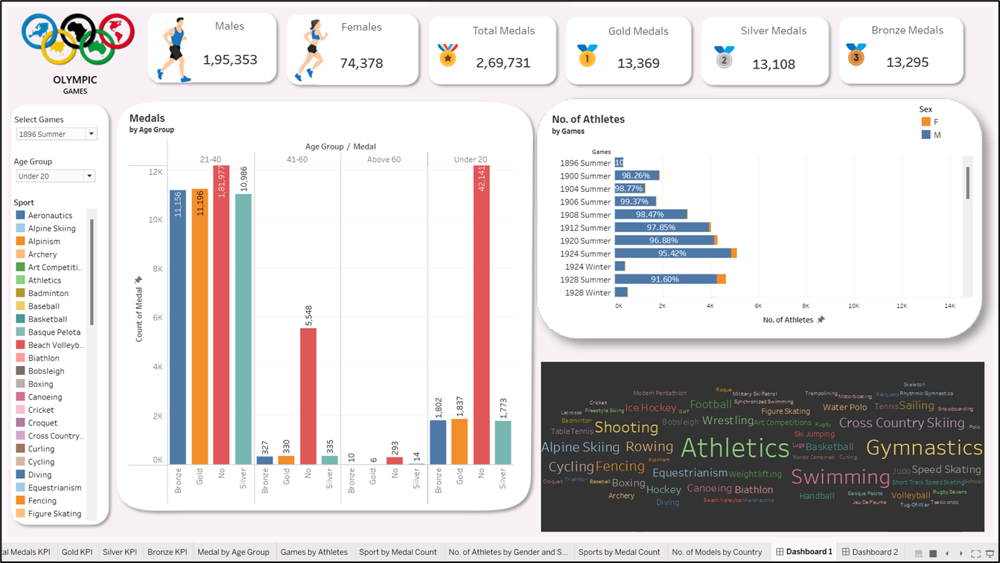 OLYMPIC
GAMES
Males
1,95,353
Females
74,378
Total Medals
2,69,731
Gold Medals
1
13,369
Silver Medals
2
13,108
Bronze Medals
3
13,295
Select Games
1896 Summer
Age Group
Under 20
Sport
Aeronautics
Alpine Skiing
Alpinism
Archery
Art Competiti..
Athletics
Badminton
Baseball
Basketball
Basque Pelota
Beach Volleyb..
Biathlon
Bobsleigh
Boxing
Canoeing
Cricket
Croquet
Cross Country..
Curling
Cycling
Diving
Equestrianism
Fencing
Figure Skating
Medals
by Age Group
Age Group / Medal
21-40 41-60 Above 60 Under 20
Count of Medal
12K
10K
8K
6K
4K
2K
0K
11,156 11,196 1,81,977 10,986
327 330 5,548 335
10 6 293 14
1,802 1,837 42,141 1,773
Bronze Gold No Silver Bronze Gold No Silver Bronze Gold No Silver Bronze Gold No Silver
No. of Athletes
by Games
Sex
F
M
Games
1896 Summer 10
1900 Summer 98.26%
1904 Summer 98.77%
1906 Summer 99.37%
1908 Summer 98.47%
1912 Summer 97.85%
1920 Summer 96.88%
1924 Summer 95.42%
1924 Winter
1928 Summer 91.60%
1928 Winter
0K 2K 4K 6K 8K 10K 12K 14K
No. of Athletes
Skeleton
Modern Pentathlon Roque Military Ski Patrol Trampolining Motorboating Racquets Rhythmic Gymnastics
Cricket Ice Hockey Football Synchronized Swimming Figure Skating Water Polo Tennis Sailing Snowboarding
Lacrosse Freestyle Skiing Golf
Badminton Shooting Bobsleigh Wrestling Art Competitions Rugby Cross Country Skiing Polo
Table Tennis Ski Jumping
Alpine Skiing Rowing Athletics Luge Basketball Gymnastics
Alpinism Nordic Combined Curling
Cycling Fencing Equestrianism Weightlifting Swimming Judo Speed Skating
Croquet Triathlon Baseball Boxing Short Track Speed Skating Softball
Archery Hockey Canoeing Biathlon Handball Basque Pelota Volleyball Rugby Sevens
Diving Beach Volleyball Aeronautics Jeu De Paume Tug-Of-War Taekwondo
tal Medals KPI Gold KPI Silver KPI Bronze KPI Medal by Age Group Games by Athletes Sport by Medal Count No. of Athletes by Gender and S... Sports by Medal Count No. of Models by Country Dashboard 1 Dashboard 2